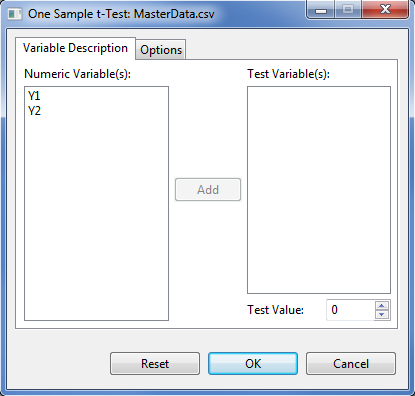 One Sample t-Test: MasterData.csv
Variable Description Options
Numeric Variable(s): Test Variable(s):
Y1
Y2
Add
Test Value: 0
Reset OK Cancel